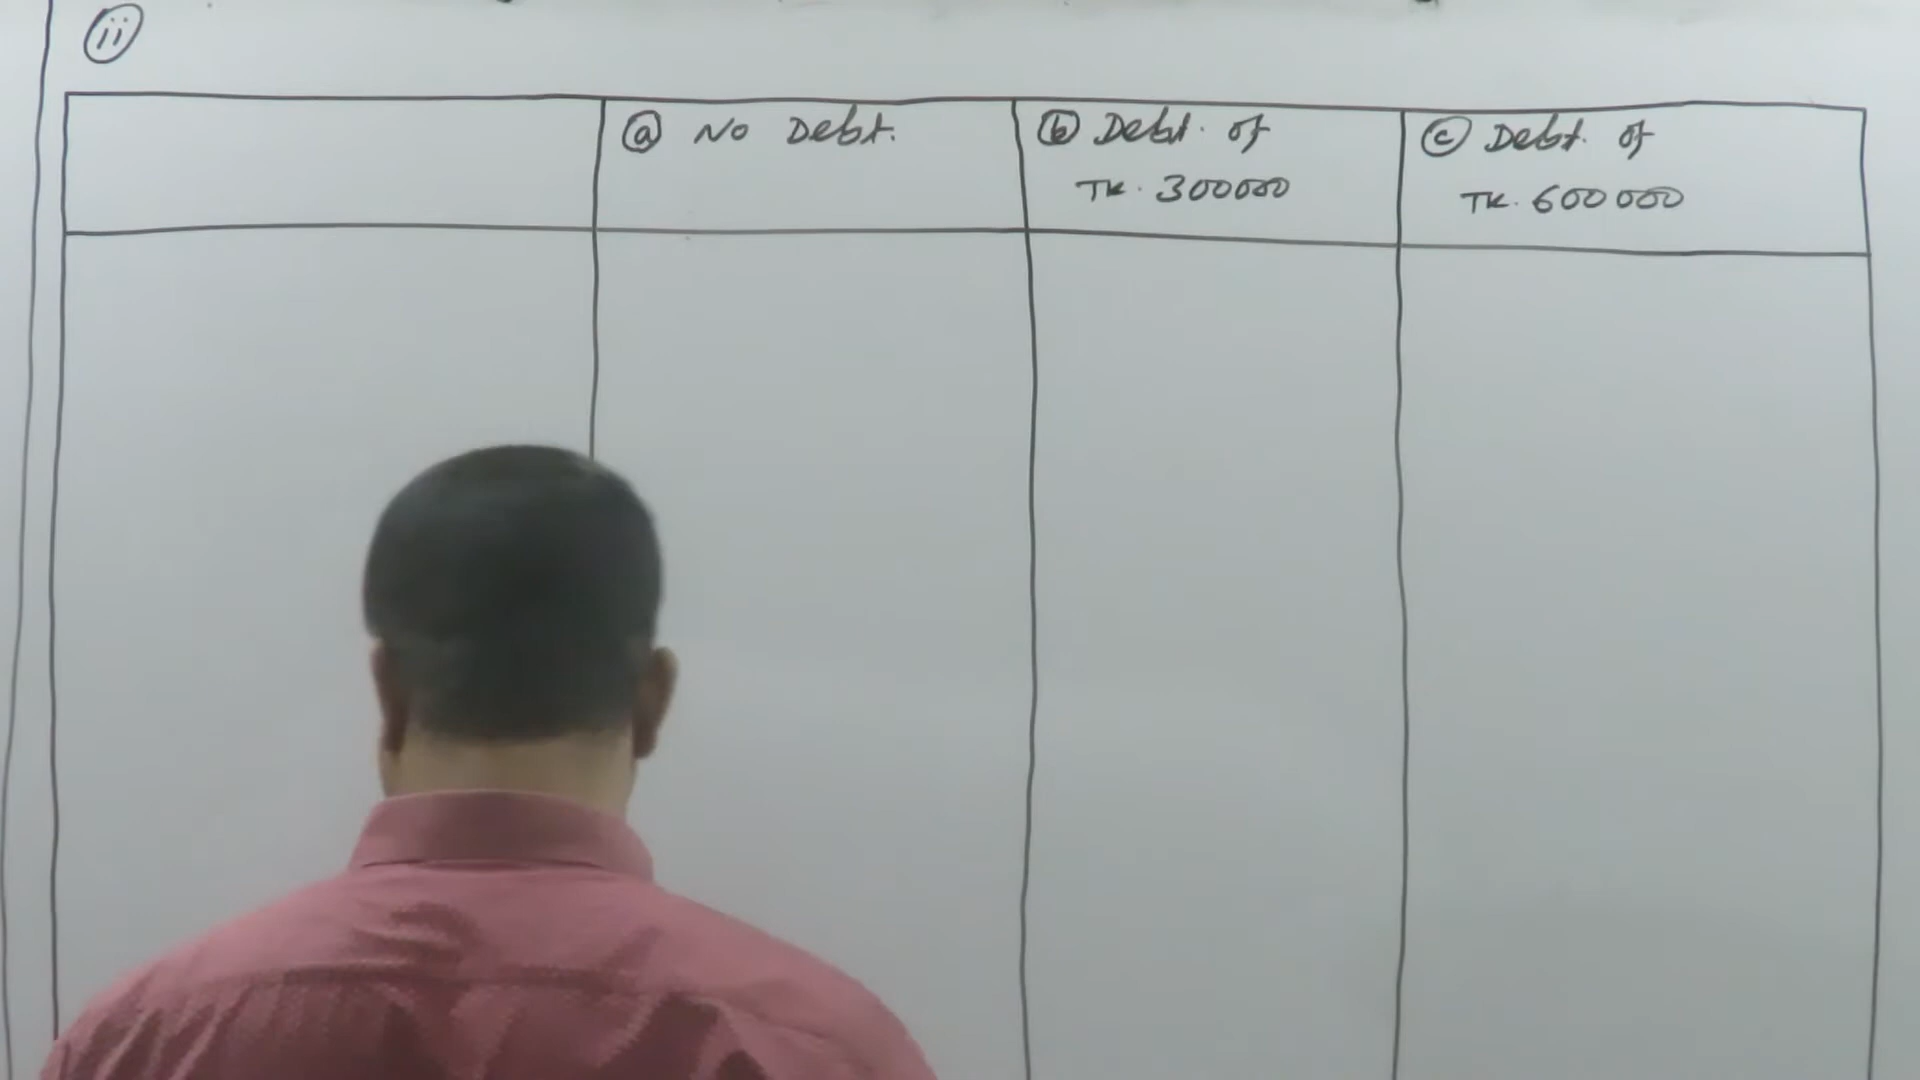 ii
a No Debt.
b Debt. of
TK. 300000
c Debt. of
TK. 600000